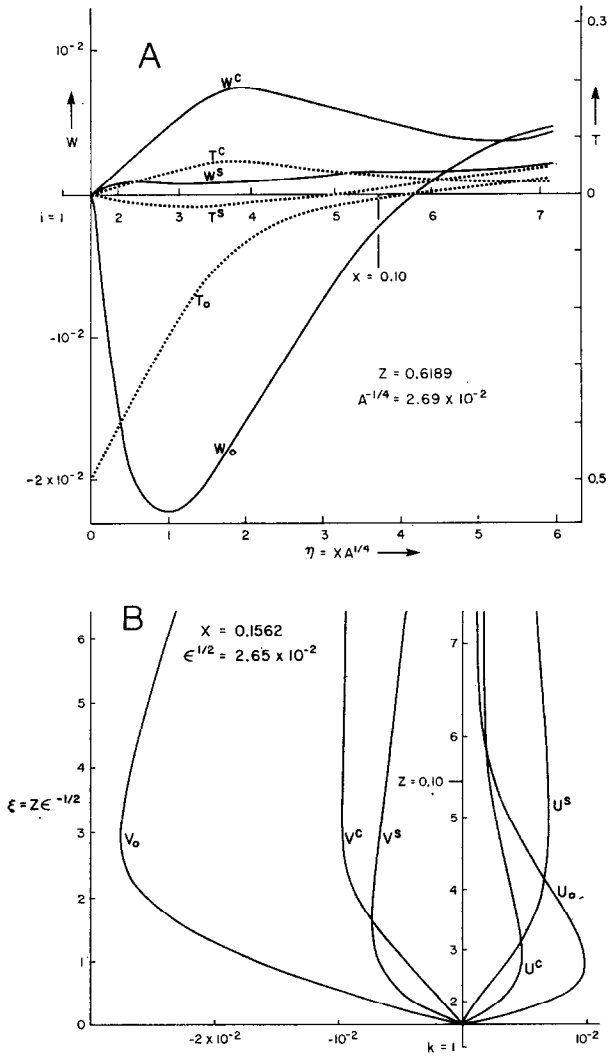 A
10⁻²
0.3
W
T
Wᶜ
Tᶜ
Wˢ
0
0
i = 1
2
3
4
5
6
7
Tˢ
X = 0.10
T₀
-10⁻²
Z = 0.6189
A⁻¹/⁴ = 2.69 x 10⁻²
W₀
-2 x 10⁻²
0,5
0
1
2
3
4
5
6
η = XA¹/⁴
B
X = 0.1562
ε¹/² = 2.65 x 10⁻²
6
7
5
6
4
Z = 0.10
ξ = Zε⁻¹/²
5
Uˢ
3
V₀
Vᶜ
Vˢ
4
U₀
2
3
Uᶜ
1
2
0
-2 x 10⁻²
-10⁻²
k = 1
10⁻²